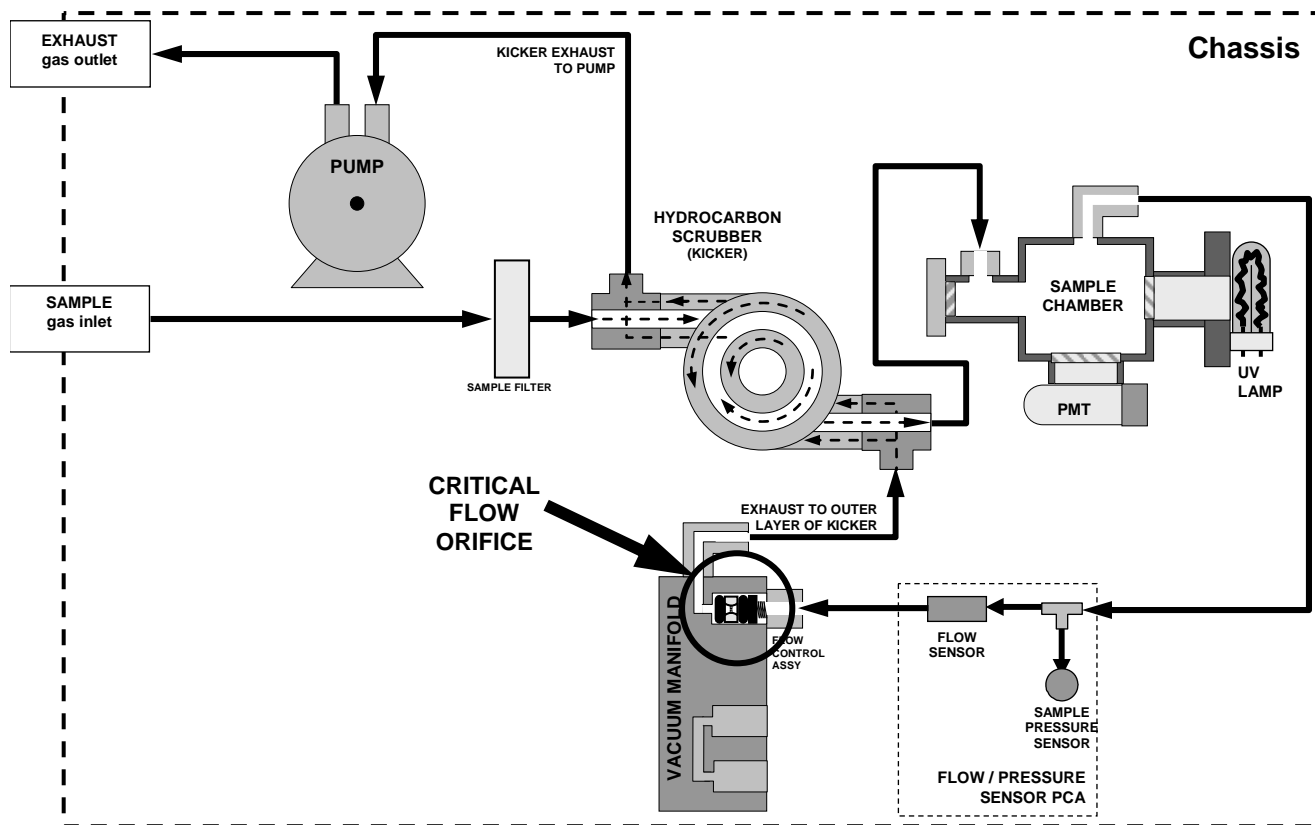 EXHAUST
gas outlet
KICKER EXHAUST
TO PUMP
Chassis
PUMP
HYDROCARBON
SCRUBBER
(KICKER)
SAMPLE
gas inlet
SAMPLE FILTER
SAMPLE
CHAMBER
UV
LAMP
PMT
CRITICAL
FLOW
ORIFICE
EXHAUST TO OUTER
LAYER OF KICKER
VACUUM MANIFOLD
FLOW
CONTROL
ASSY
FLOW
SENSOR
SAMPLE
PRESSURE
SENSOR
FLOW / PRESSURE
SENSOR PCA